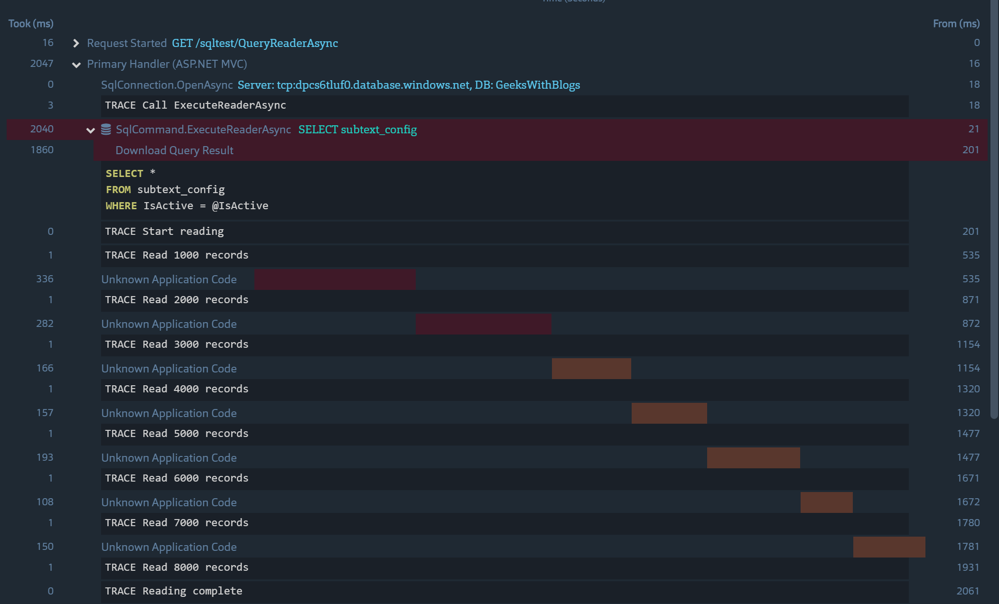 Time (Seconds)
Took (ms) From (ms)
16 Request Started GET /sqltest/QueryReaderAsync 0
2047 Primary Handler (ASP.NET MVC) 16
0 SqlConnection.OpenAsync Server: tcp:dpcs6tluf0.database.windows.net, DB: GeeksWithBlogs 18
3 TRACE Call ExecuteReaderAsync 18
2040 SqlCommand.ExecuteReaderAsync SELECT subtext_config 21
1860 Download Query Result 201
SELECT *
FROM subtext_config
WHERE IsActive = @IsActive
0 TRACE Start reading 201
1 TRACE Read 1000 records 535
336 Unknown Application Code 535
1 TRACE Read 2000 records 871
282 Unknown Application Code 872
1 TRACE Read 3000 records 1154
166 Unknown Application Code 1154
1 TRACE Read 4000 records 1320
157 Unknown Application Code 1320
1 TRACE Read 5000 records 1477
193 Unknown Application Code 1477
1 TRACE Read 6000 records 1671
108 Unknown Application Code 1672
1 TRACE Read 7000 records 1780
150 Unknown Application Code 1781
1 TRACE Read 8000 records 1931
0 TRACE Reading complete 2061